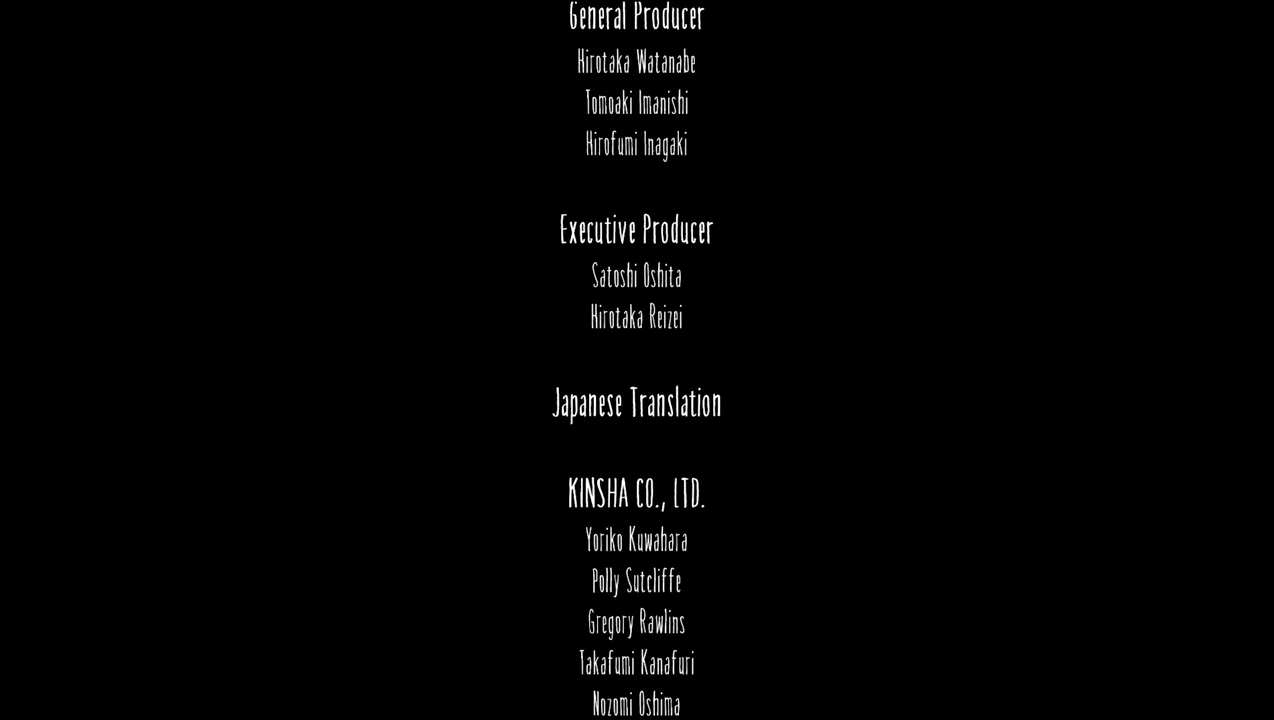 General Producer
Hirotaka Watanabe
Tomoaki Imanishi
Hirofumi Inagaki
Executive Producer
Satoshi Oshita
Hirotaka Reizei
Japanese Translation
KINSHA CO., LTD.
Yoriko Kuwahara
Polly Sutcliffe
Gregory Rawlins
Takafumi Kanafuri
Nozomi Oshima